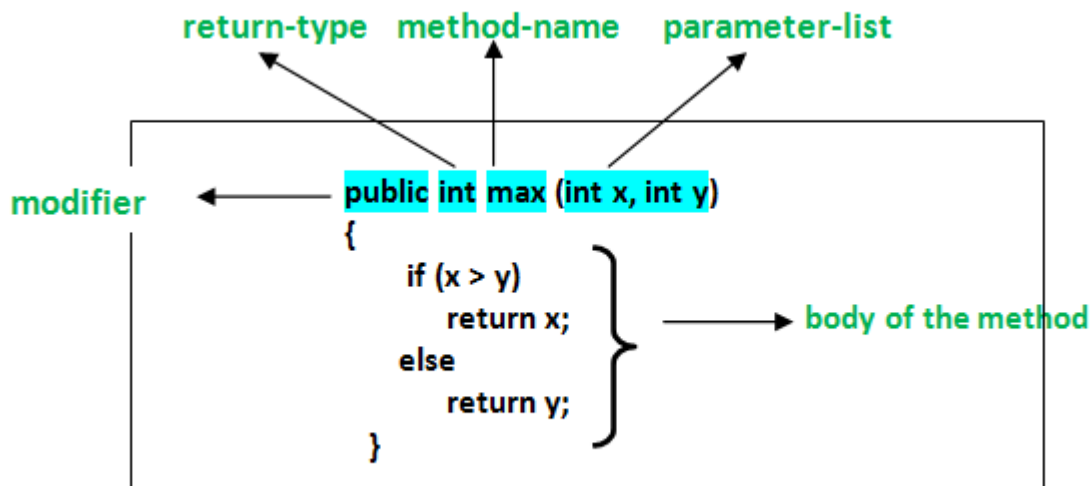 return-type method-name parameter-list
modifier
public int max (int x, int y)
{
if (x > y)
return x;
else
return y;
}
body of the method